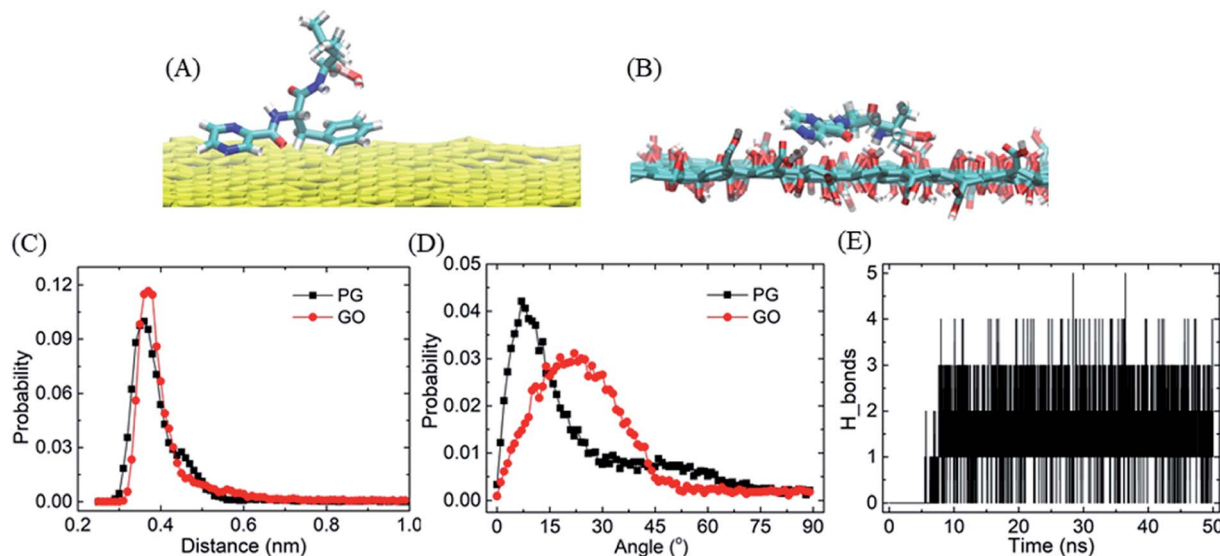 (A)
(B)
(C)
Probability
0.12
0.09
0.06
0.03
0.00
PG
GO
0.2 0.4 0.6 0.8 1.0
Distance (nm)
(D)
Probability
0.05
0.04
0.03
0.02
0.01
0.00
PG
GO
0 15 30 45 60 75 90
Angle (°)
(E)
H_bonds
5
4
3
2
1
0
0 10 20 30 40 50
Time (ns)